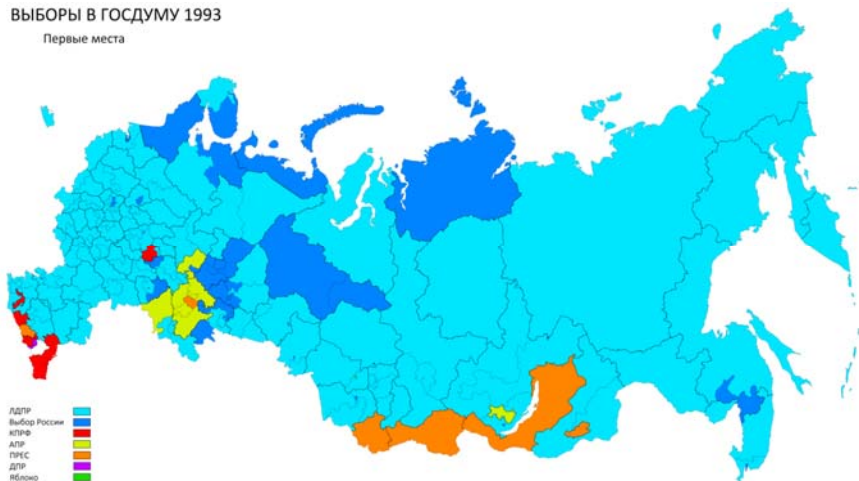 ВЫБОРЫ В ГОСДУМУ 1993
Первые места
ЛДПР
Выбор России
КПРФ
АПР
ПРЕС
ДПР
Яблоко